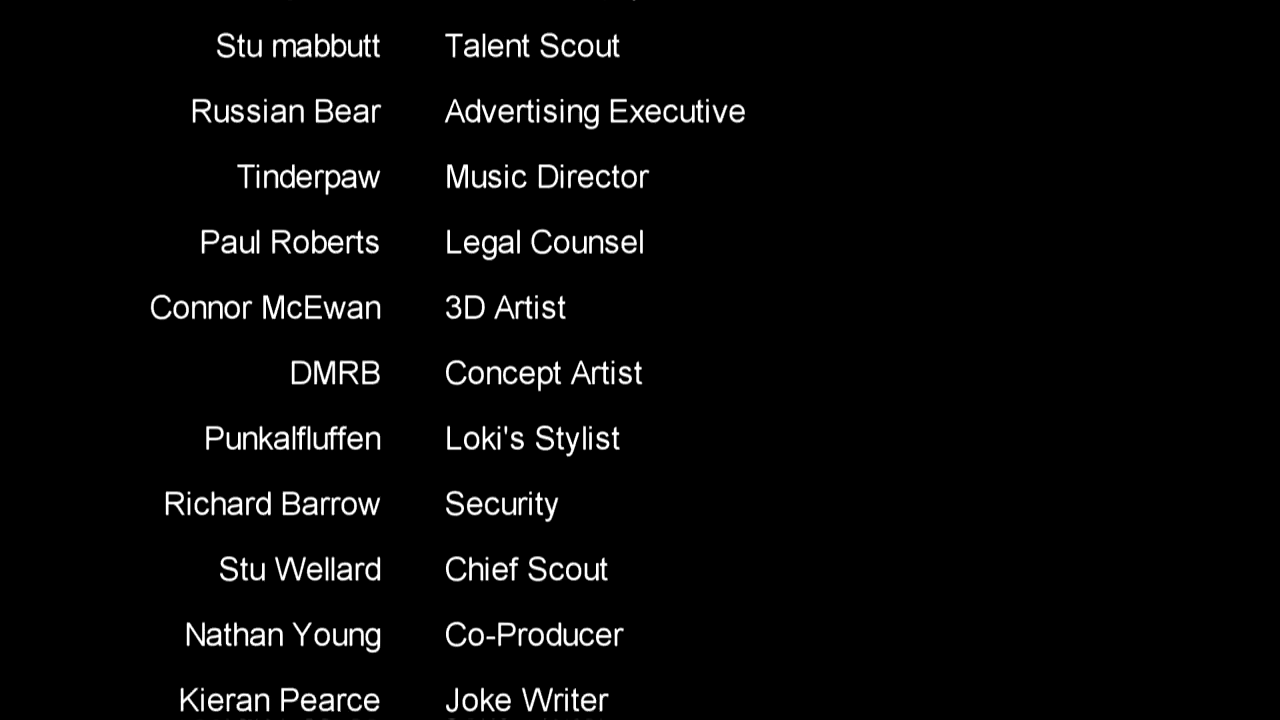 Stu mabbutt Talent Scout
Russian Bear Advertising Executive
Tinderpaw Music Director
Paul Roberts Legal Counsel
Connor McEwan 3D Artist
DMRB Concept Artist
Punkalfluffen Loki's Stylist
Richard Barrow Security
Stu Wellard Chief Scout
Nathan Young Co-Producer
Kieran Pearce Joke Writer